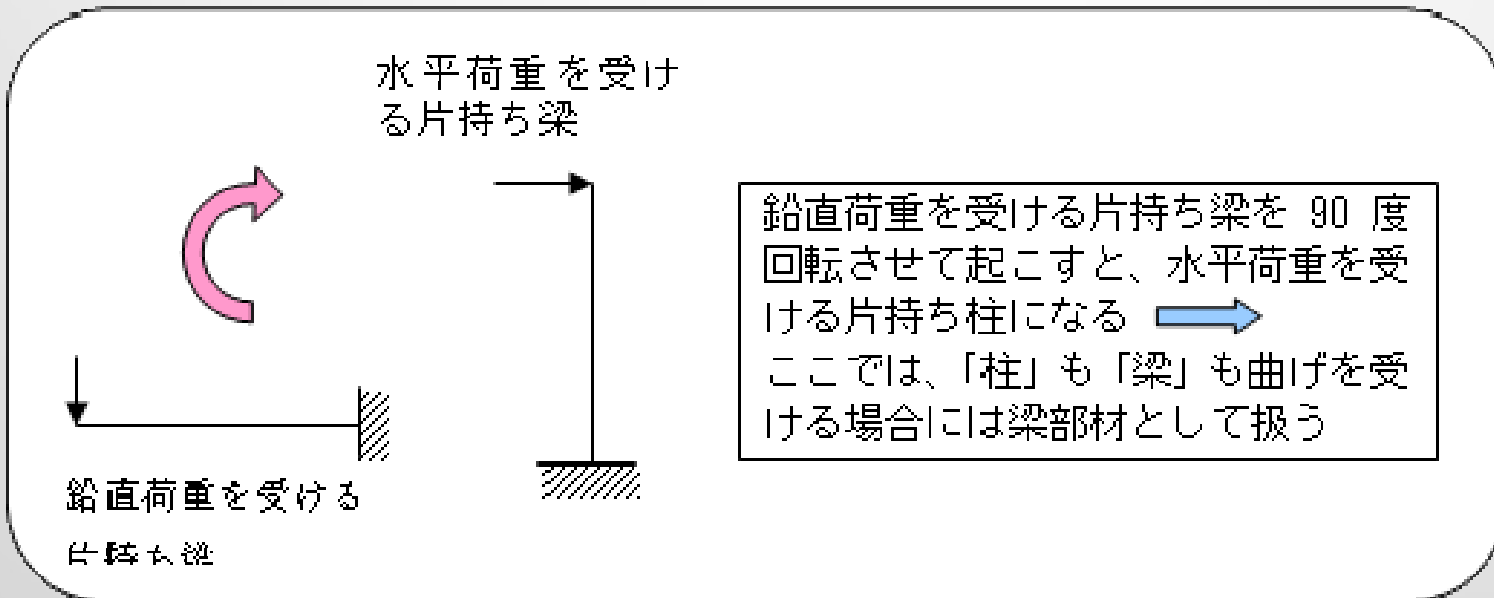 水平荷重を受け
る片持ち梁
鉛直荷重を受ける片持ち梁を 90 度
回転させて起こすと、水平荷重を受
ける片持ち柱になる
ここでは、「柱」も「梁」も曲げを受
ける場合には梁部材として扱う
鉛直荷重を受ける
片持ち梁